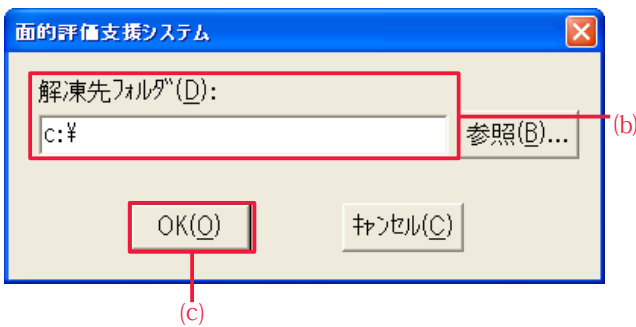 面的評価支援システム
解凍先フォルダ(D):
c:¥
参照(B)...
(b)
OK(O)
キャンセル(C)
(c)